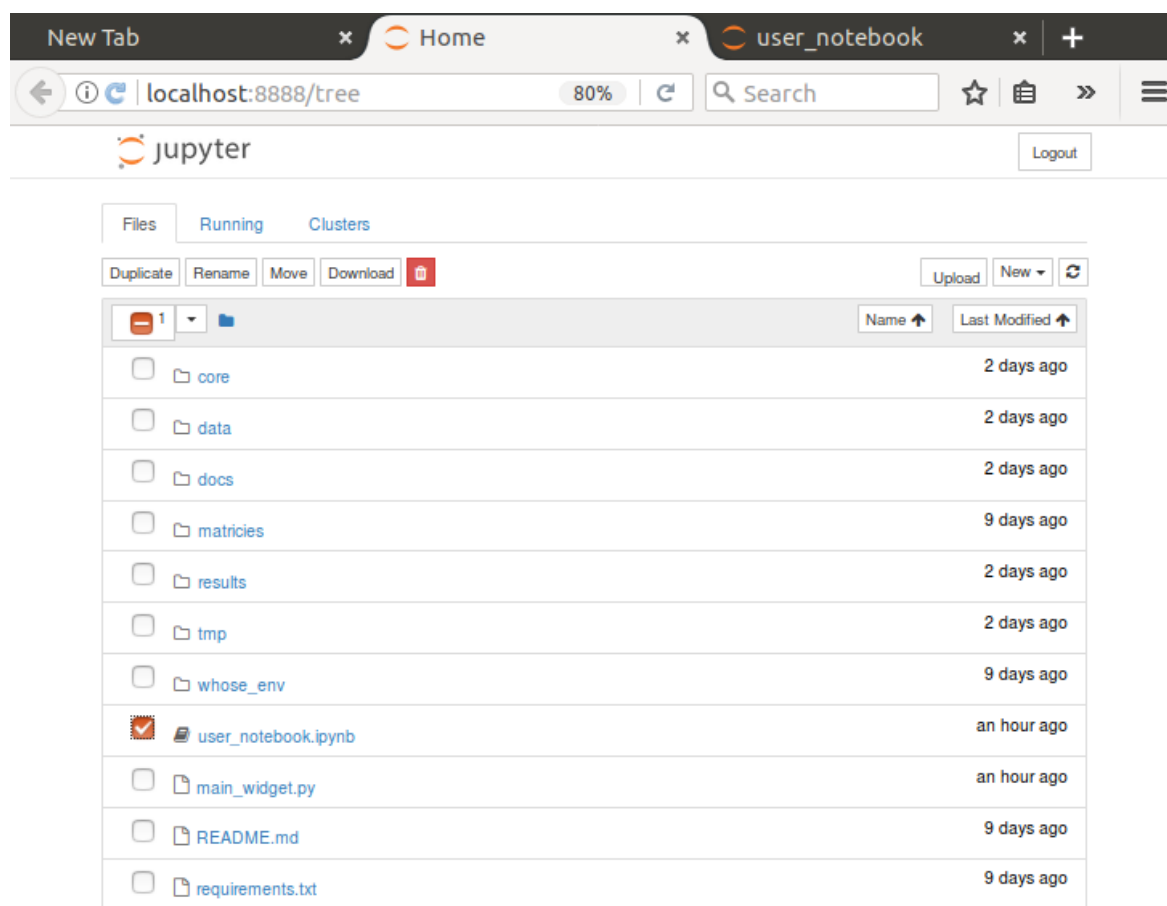 New Tab Home user_notebook
localhost:8888/tree 80% Search
jupyter Logout
Files Running Clusters
Duplicate Rename Move Download Upload New
1 Name Last Modified
core 2 days ago
data 2 days ago
docs 2 days ago
matricies 9 days ago
results 2 days ago
tmp 2 days ago
whose_env 9 days ago
user_notebook.ipynb an hour ago
main_widget.py an hour ago
README.md 9 days ago
requirements.txt 9 days ago